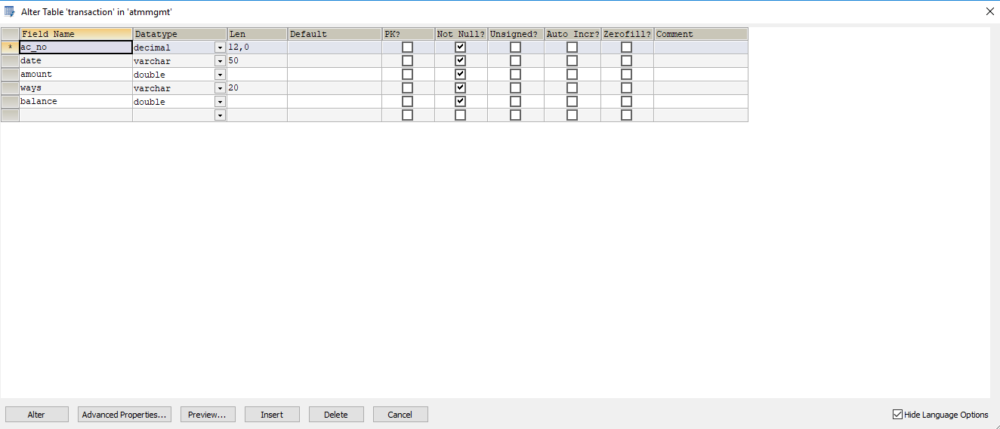 Alter Table 'transaction' in 'atmmgmt'
Field Name Datatype Len Default PK? Not Null? Unsigned? Auto Incr? Zerofill? Comment
* ac_no decimal 12,0
date varchar 50
amount double
ways varchar 20
balance double
Alter Advanced Properties... Preview... Insert Delete Cancel Hide Language Options